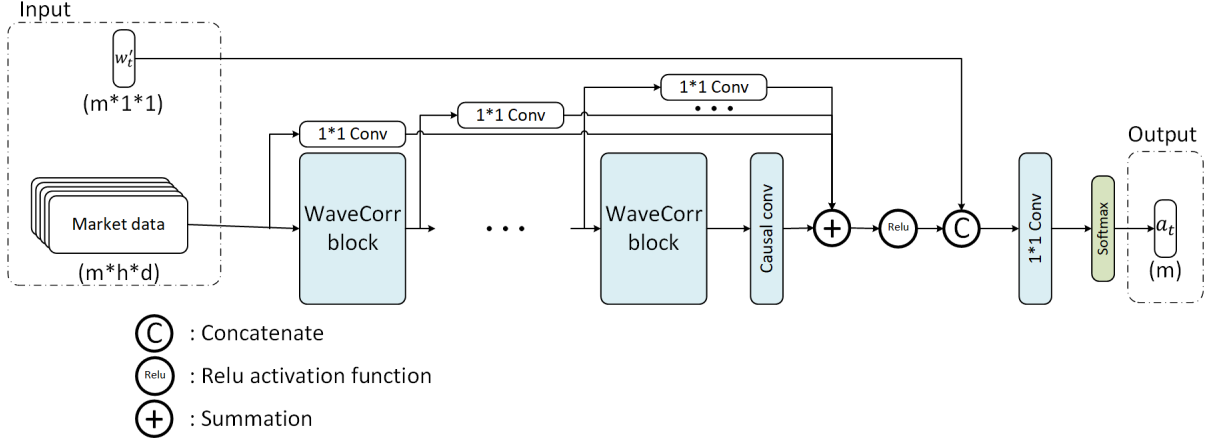 Input
w′ₜ
(m*1*1)
1*1 Conv
1*1 Conv
1*1 Conv
• • •
Output
Market data
(m*h*d)
WaveCorr
block
• • •
WaveCorr
block
Causal conv
+
Relu
C
1*1 Conv
Softmax
aₜ
(m)
C : Concatenate
Relu : Relu activation function
+ : Summation